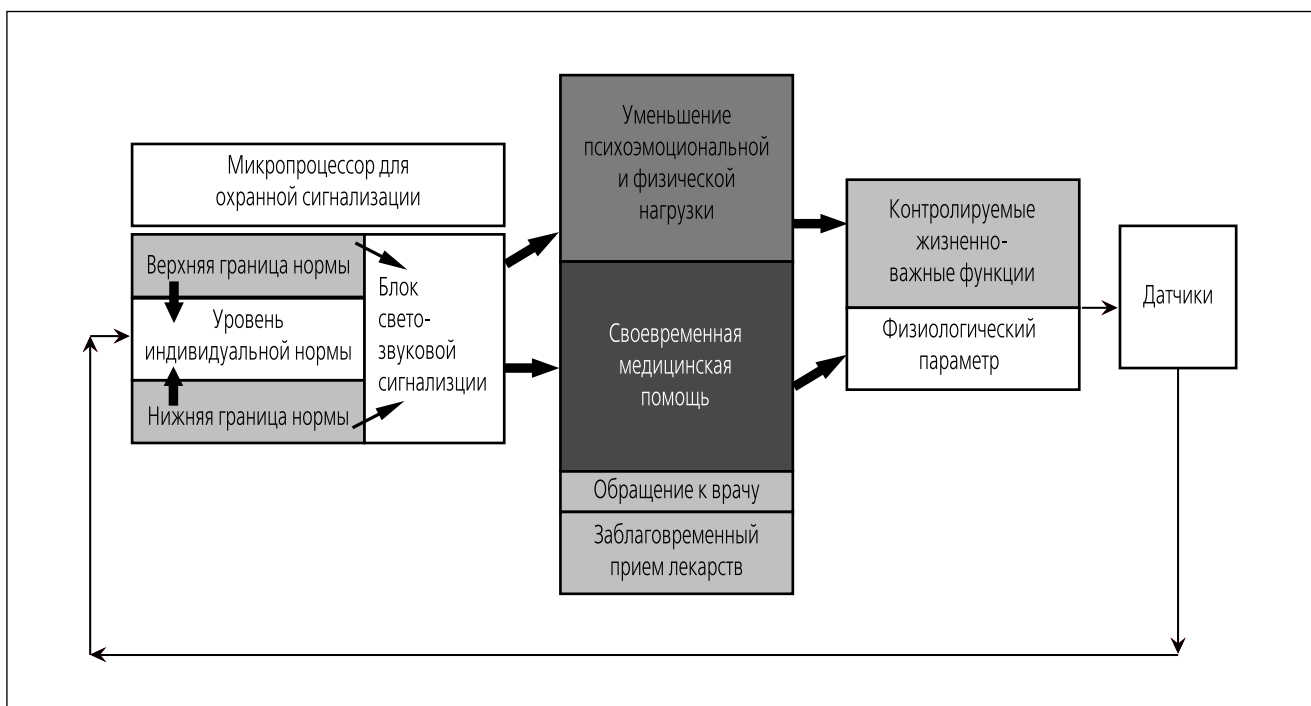 Микропроцессор для
охранной сигнализации
Верхняя граница нормы
Уровень
индивидуальной нормы
Нижняя граница нормы
Блок
свето-
звуковой
сигнализции
Уменьшение
психоэмоциональной
и физической
нагрузки
Своевременная
медицинская
помощь
Обращение к врачу
Заблаговременный
прием лекарств
Контролируемые
жизненно-
важные функции
Физиологический
параметр
Датчики